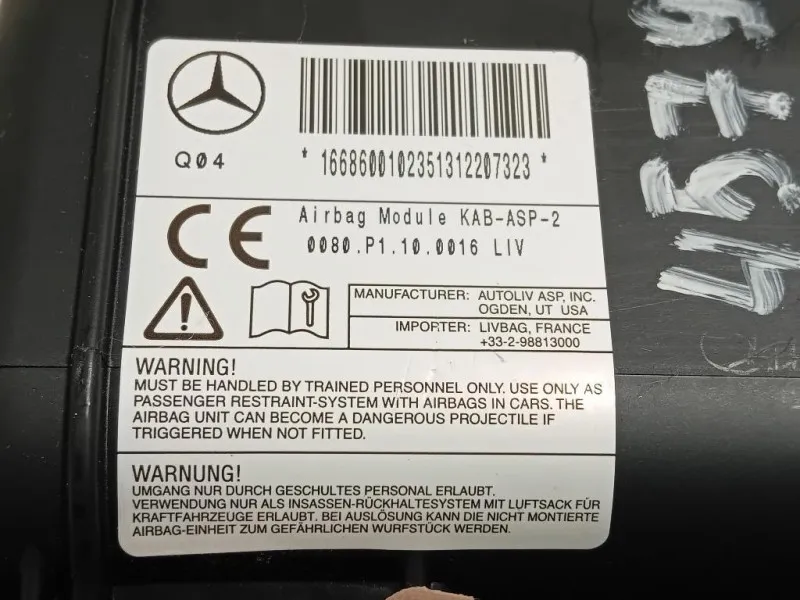 Q04
* 1668600102351312207323 *
CE
Airbag Module KAB-ASP-2
0080.P1.10.0016 LIV
MANUFACTURER: AUTOLIV ASP, INC.
OGDEN, UT USA
IMPORTER: LIVBAG, FRANCE
+33-2-98813000
WARNING!
MUST BE HANDLED BY TRAINED PERSONNEL ONLY. USE ONLY AS
PASSENGER RESTRAINT-SYSTEM WITH AIRBAGS IN CARS. THE
AIRBAG UNIT CAN BECOME A DANGEROUS PROJECTILE IF
TRIGGERED WHEN NOT FITTED.
WARNUNG!
UMGANG NUR DURCH GESCHULTES PERSONAL ERLAUBT.
VERWENDUNG NUR ALS INSASSEN-RÜCKHALTESYSTEM MIT LUFTSACK FÜR
KRAFTFAHRZEUGE ERLAUBT. BEI AUSLÖSUNG KANN DIE NICHT MONTIERTE
AIRBAG-EINHEIT ZUM GEFÄHRLICHEN WURFSTÜCK WERDEN.
4575